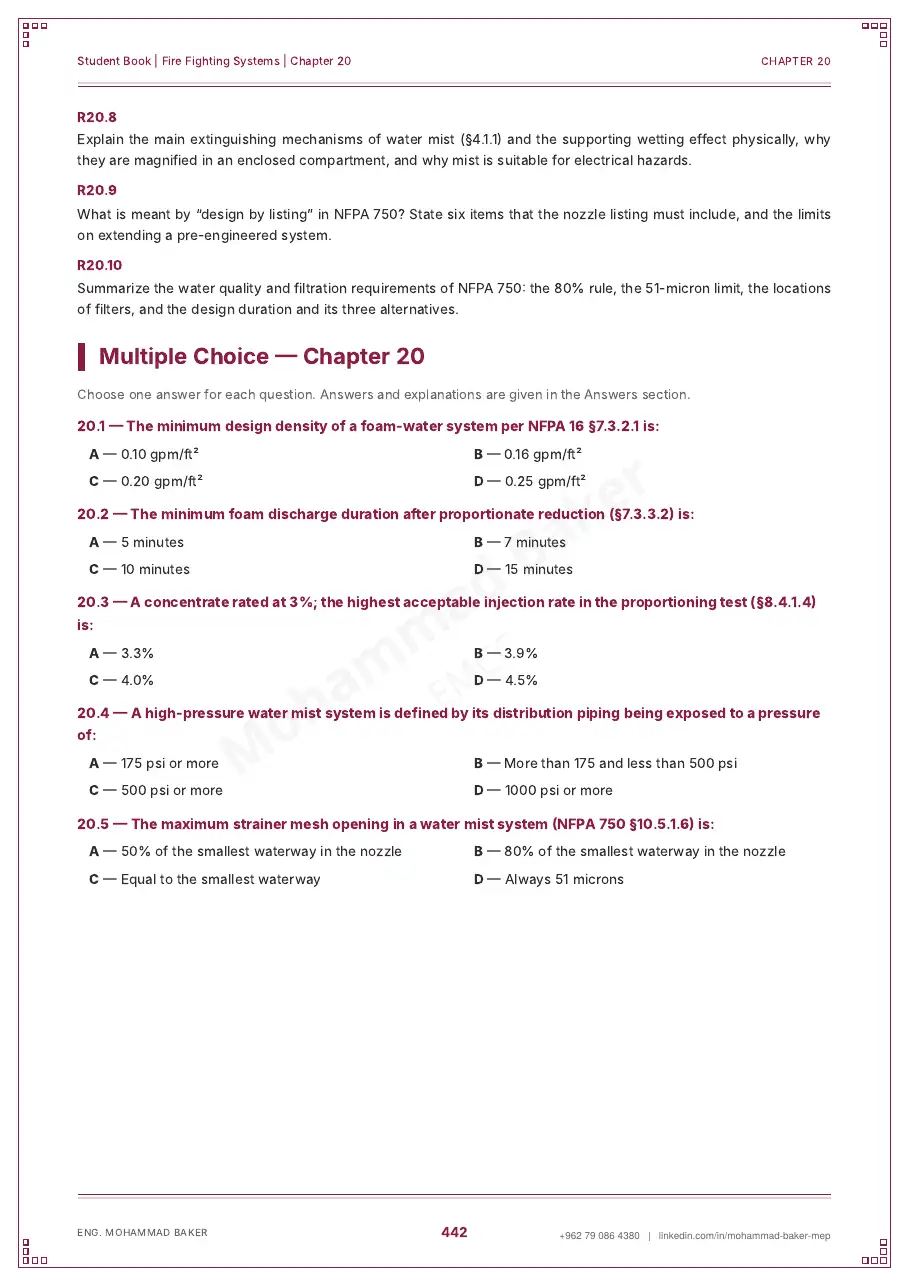 Student Book | Fire Fighting Systems | Chapter 20
CHAPTER 20
R20.8
Explain the main extinguishing mechanisms of water mist (§4.1.1) and the supporting wetting effect physically, why
they are magnified in an enclosed compartment, and why mist is suitable for electrical hazards.
R20.9
What is meant by “design by listing” in NFPA 750? State six items that the nozzle listing must include, and the limits
on extending a pre-engineered system.
R20.10
Summarize the water quality and filtration requirements of NFPA 750: the 80% rule, the 51-micron limit, the locations
of filters, and the design duration and its three alternatives.
Multiple Choice — Chapter 20
Choose one answer for each question. Answers and explanations are given in the Answers section.
20.1 — The minimum design density of a foam-water system per NFPA 16 §7.3.2.1 is:
A — 0.10 gpm/ft²
B — 0.16 gpm/ft²
C — 0.20 gpm/ft²
D — 0.25 gpm/ft²
20.2 — The minimum foam discharge duration after proportionate reduction (§7.3.3.2) is:
A — 5 minutes
B — 7 minutes
C — 10 minutes
D — 15 minutes
20.3 — A concentrate rated at 3%; the highest acceptable injection rate in the proportioning test (§8.4.1.4)
is:
A — 3.3%
B — 3.9%
C — 4.0%
D — 4.5%
20.4 — A high-pressure water mist system is defined by its distribution piping being exposed to a pressure
of:
A — 175 psi or more
B — More than 175 and less than 500 psi
C — 500 psi or more
D — 1000 psi or more
20.5 — The maximum strainer mesh opening in a water mist system (NFPA 750 §10.5.1.6) is:
A — 50% of the smallest waterway in the nozzle
B — 80% of the smallest waterway in the nozzle
C — Equal to the smallest waterway
D — Always 51 microns
Mohammad Baker
ENG. MOHAMMAD BAKER
442
+962 79 086 4380 | linkedin.com/in/mohammad-baker-mep